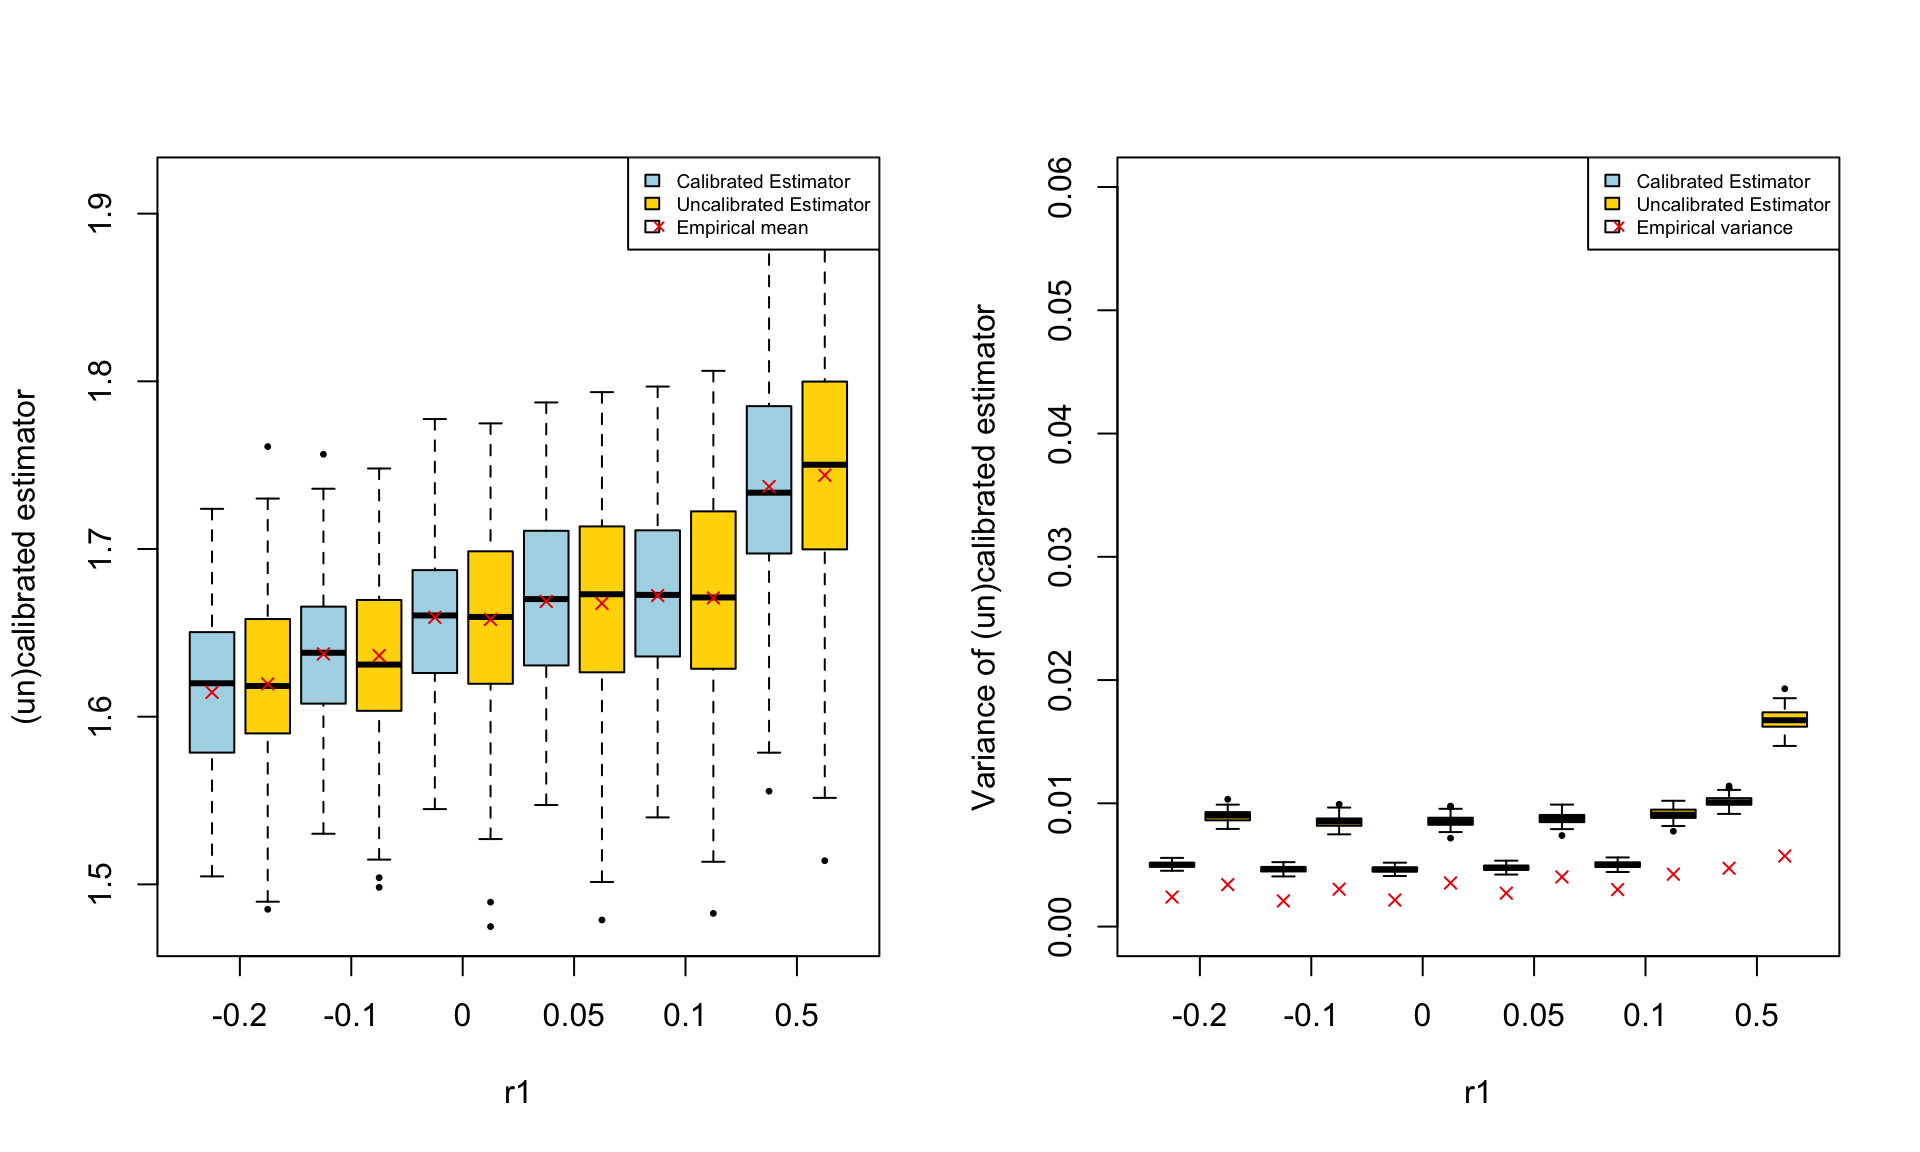 (un)calibrated estimator
1.9
1.8
1.7
1.6
1.5
Calibrated Estimator
Uncalibrated Estimator
Empirical mean
-0.2
-0.1
0
0.05
0.1
0.5
r1
Variance of (un)calibrated estimator
0.06
0.05
0.04
0.03
0.02
0.01
0.00
Calibrated Estimator
Uncalibrated Estimator
Empirical variance
-0.2
-0.1
0
0.05
0.1
0.5
r1